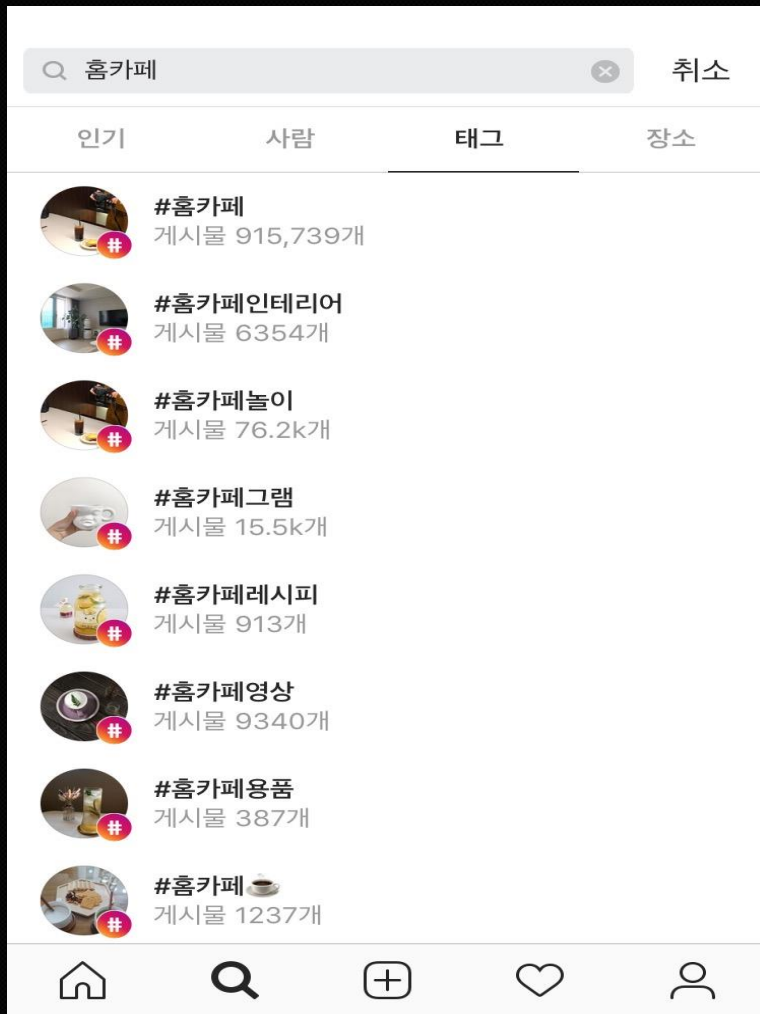 홈카페
취소
인기 사람 태그 장소
#홈카페
게시물 915,739개
#홈카페인테리어
게시물 6354개
#홈카페놀이
게시물 76.2k개
#홈카페그램
게시물 15.5k개
#홈카페레시피
게시물 913개
#홈카페영상
게시물 9340개
#홈카페용품
게시물 387개
#홈카페☕
게시물 1237개